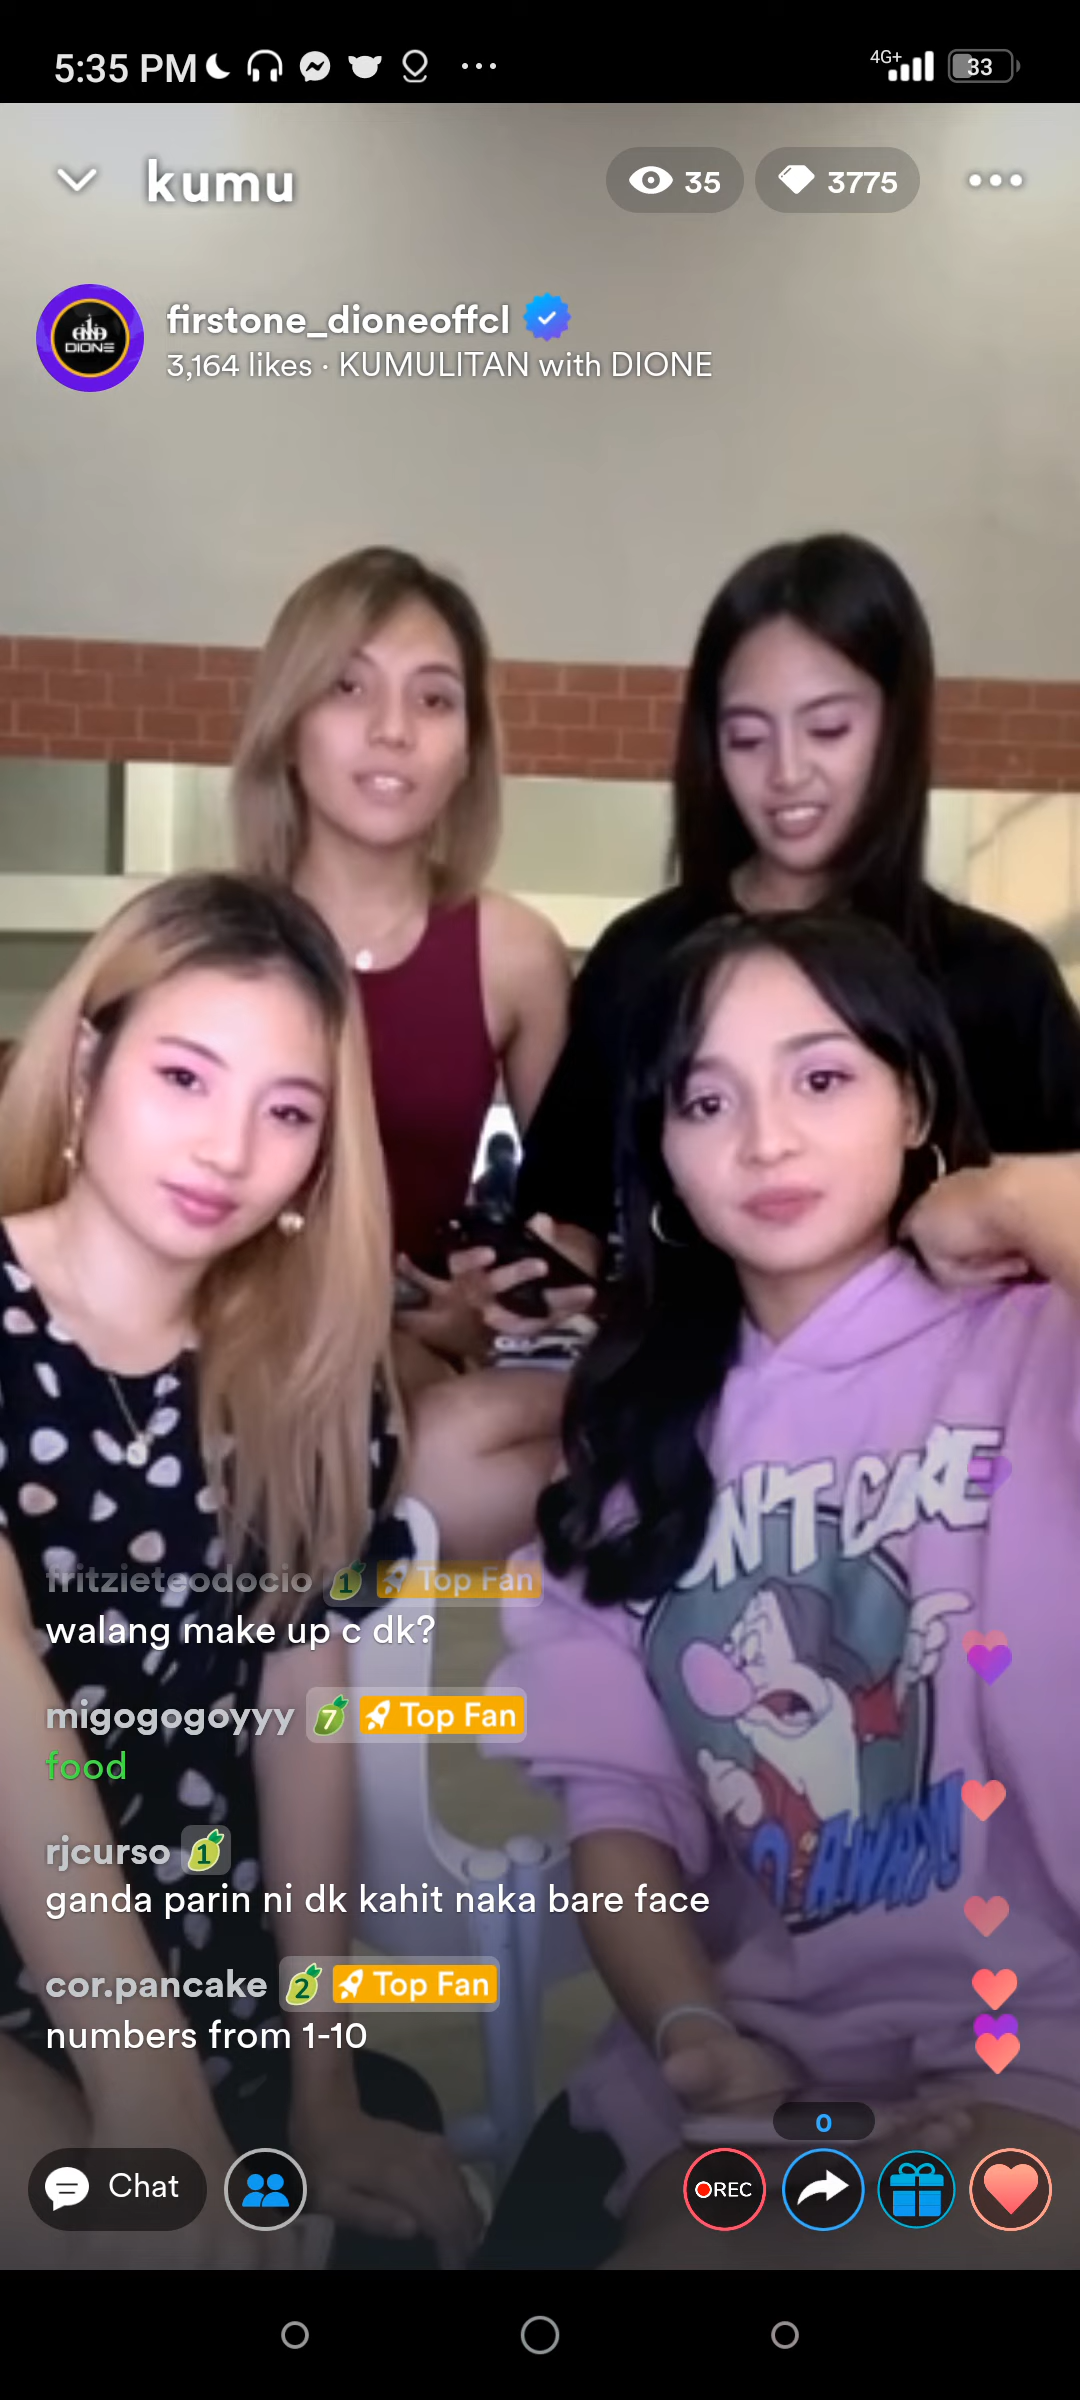 5:35 PM
4G+
33
kumu
35
3775
DIONE
firstone_dioneoffcl
3,164 likes · KUMULITAN with DIONE
N'T CARE
fritzieteodocio 1 Top Fan
walang make up c dk?
migogogoyyy 7 Top Fan
food
rjcurso 1
ganda parin ni dk kahit naka bare face
cor.pancake 2 Top Fan
numbers from 1-10
0
Chat
REC